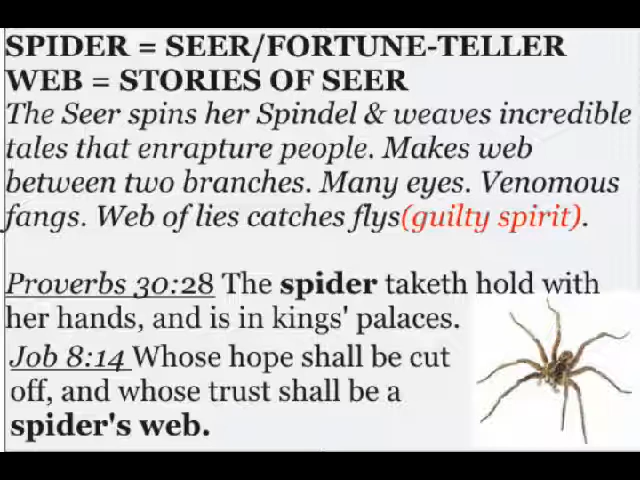 SPIDER = SEER/FORTUNE-TELLER
WEB = STORIES OF SEER
The Seer spins her Spindel & weaves incredible
tales that enrapture people. Makes web
between two branches. Many eyes. Venomous
fangs. Web of lies catches flys(guilty spirit).
Proverbs 30:28 The spider taketh hold with
her hands, and is in kings' palaces.
Job 8:14 Whose hope shall be cut
off, and whose trust shall be a
spider's web.